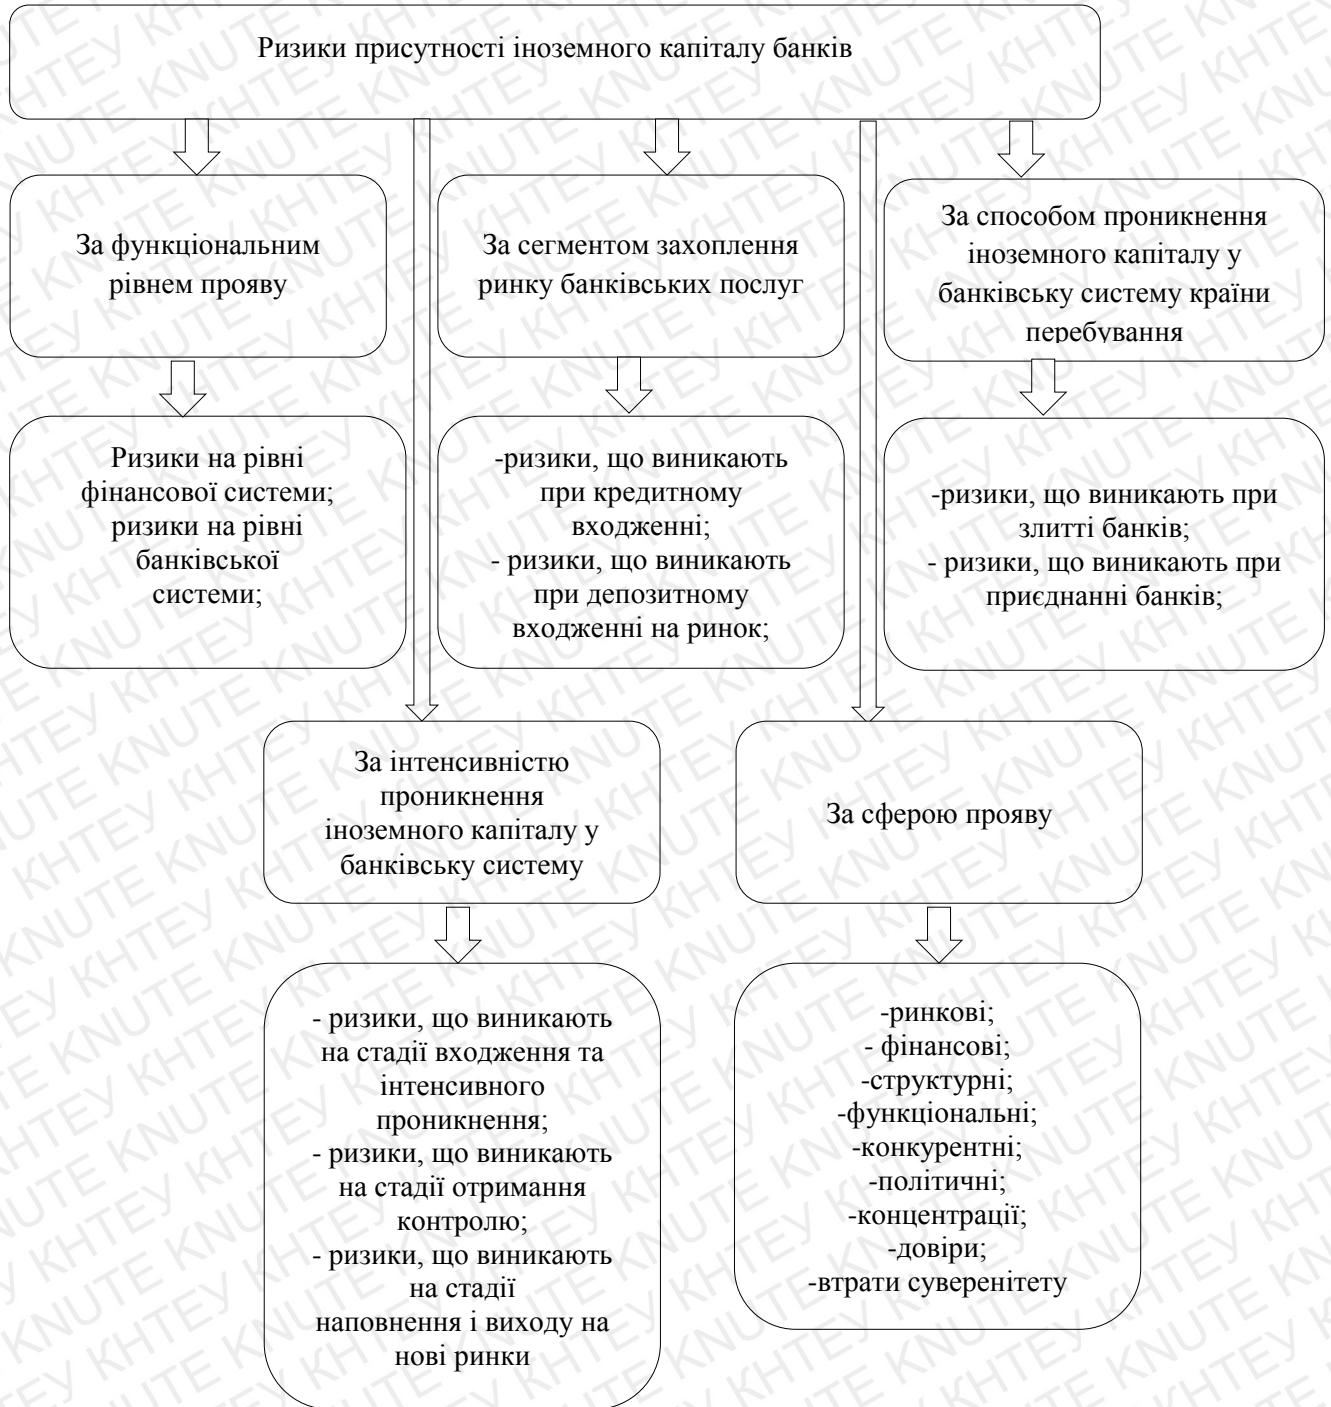 Ризики присутності іноземного капіталу банків
За функціональним
рівнем прояву
За сегментом захоплення
ринку банківських послуг
За способом проникнення
іноземного капіталу у
банківську систему країни
перебування
Ризики на рівні
фінансової системи;
ризики на рівні
банківської
системи;
-ризики, що виникають
при кредитному
входженні;
- ризики, що виникають
при депозитному
входженні на ринок;
-ризики, що виникають при
злитті банків;
- ризики, що виникають при
приєднанні банків;
За інтенсивністю
проникнення
іноземного капіталу у
банківську систему
За сферою прояву
- ризики, що виникають
на стадії входження та
інтенсивного
проникнення;
- ризики, що виникають
на стадії отримання
контролю;
- ризики, що виникають
на стадії
наповнення і виходу на
нові ринки
-ринкові;
- фінансові;
-структурні;
-функціональні;
-конкурентні;
-політичні;
-концентрації;
-довіри;
-втрати суверенітету